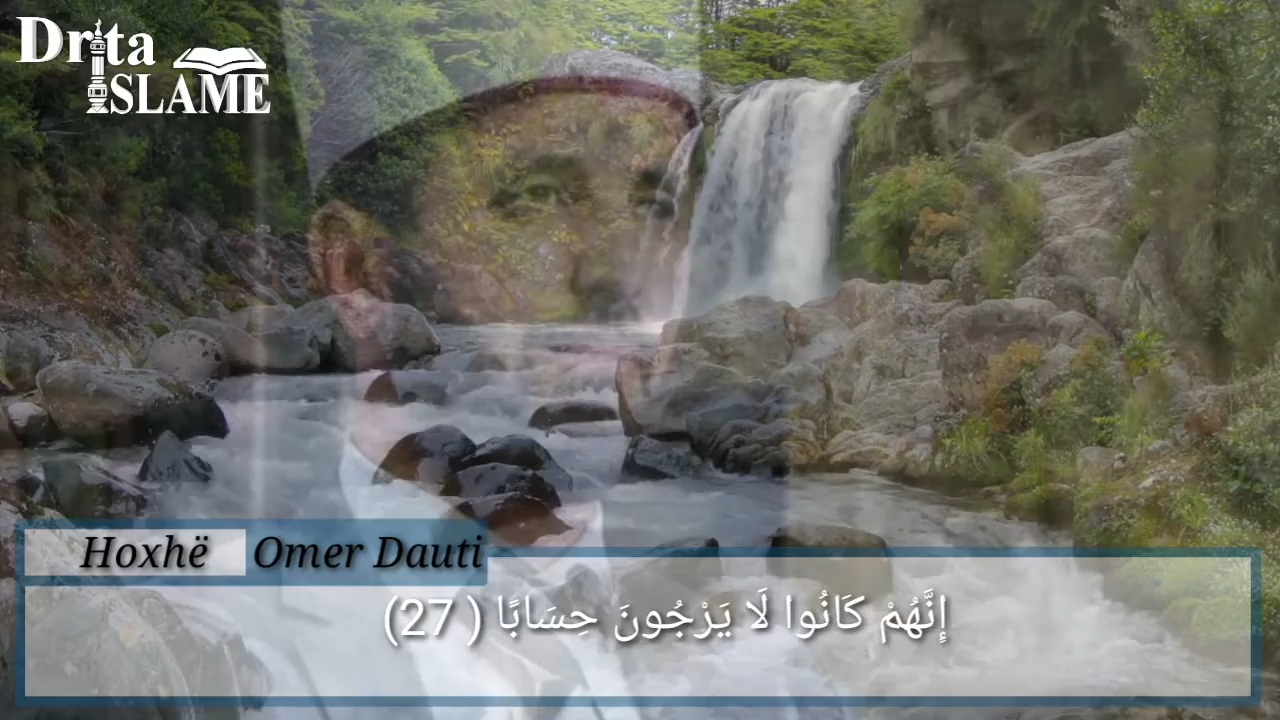 Drita
ISLAME
Hoxhë Omer Dauti
إِنَّهُمْ كَانُوا لَا يَرْجُونَ حِسَابًا ( 27)